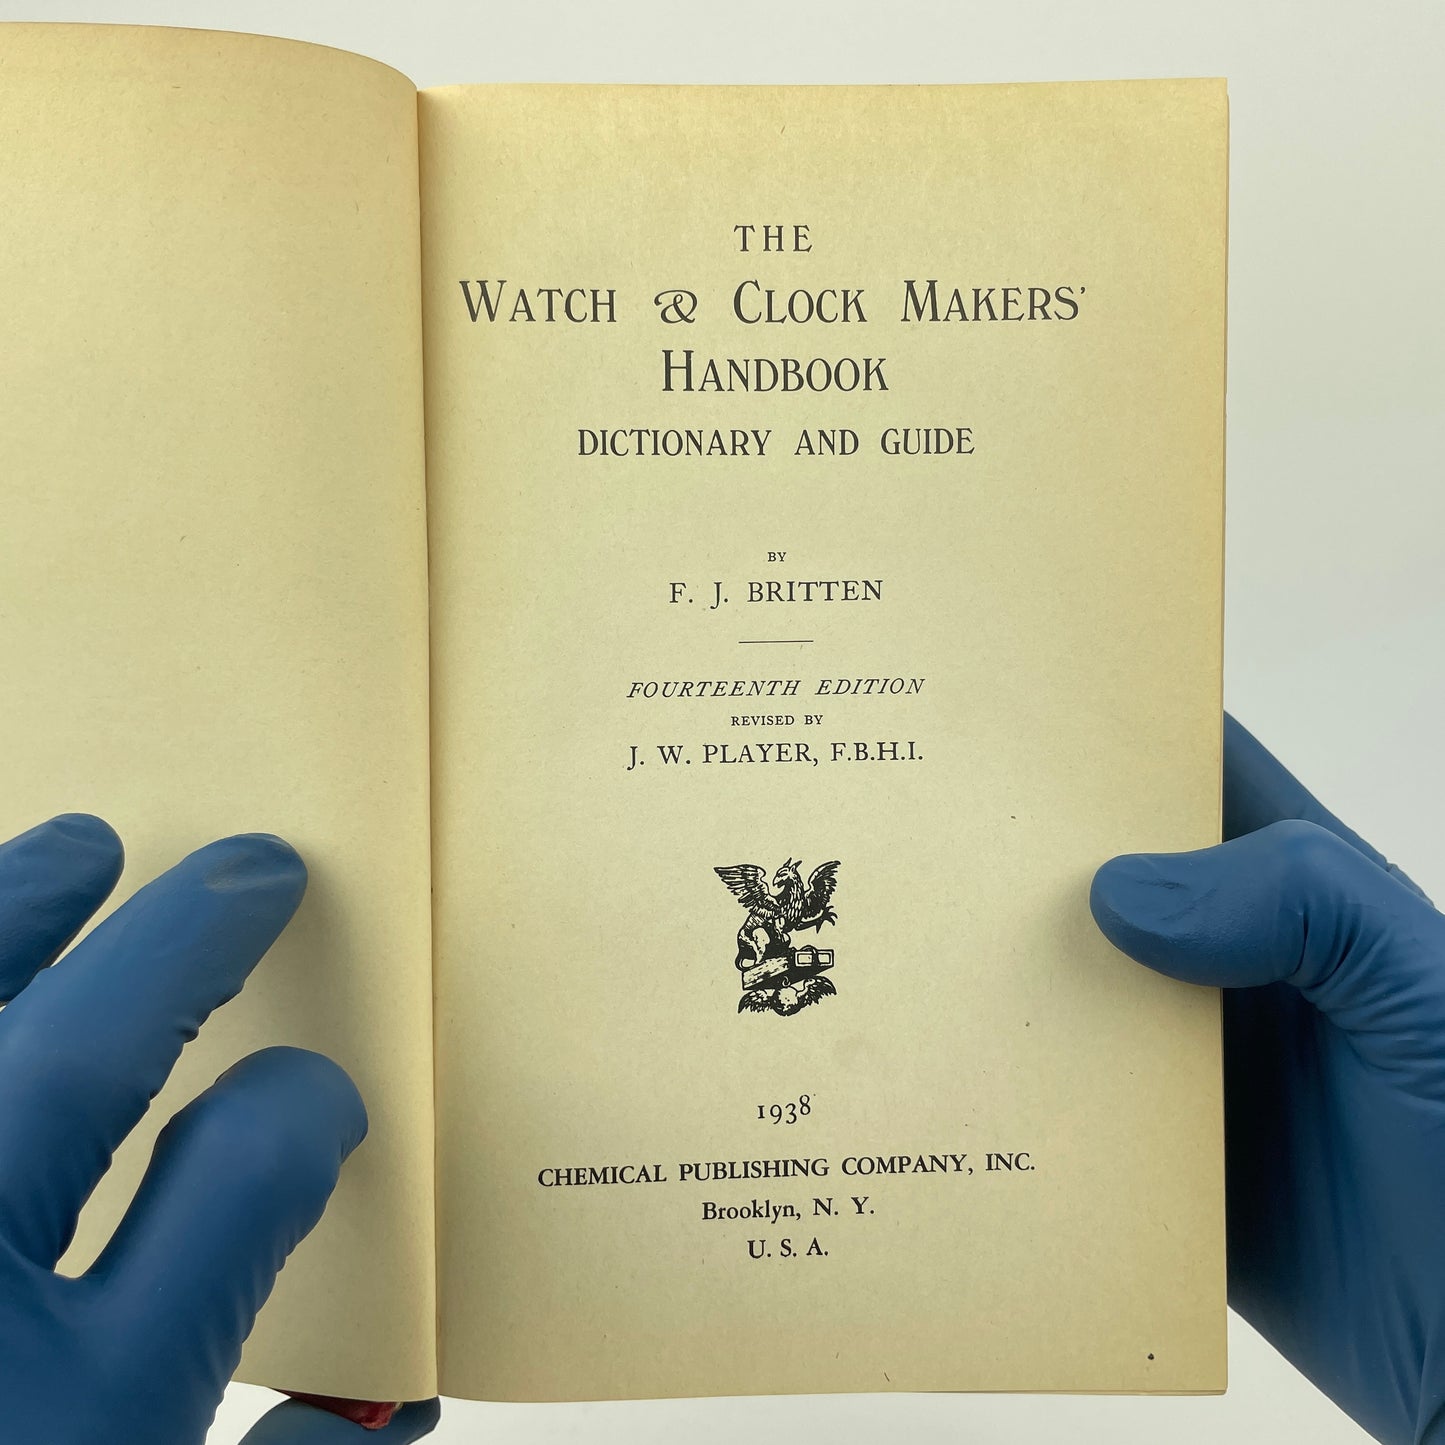 THE
WATCH & CLOCK MAKERS'
HANDBOOK
DICTIONARY AND GUIDE
BY
F. J. BRITTEN
FOURTEENTH EDITION
REVISED BY
J. W. PLAYER, F.B.H.I.
1938
CHEMICAL PUBLISHING COMPANY, INC.
Brooklyn, N. Y.
U. S. A.